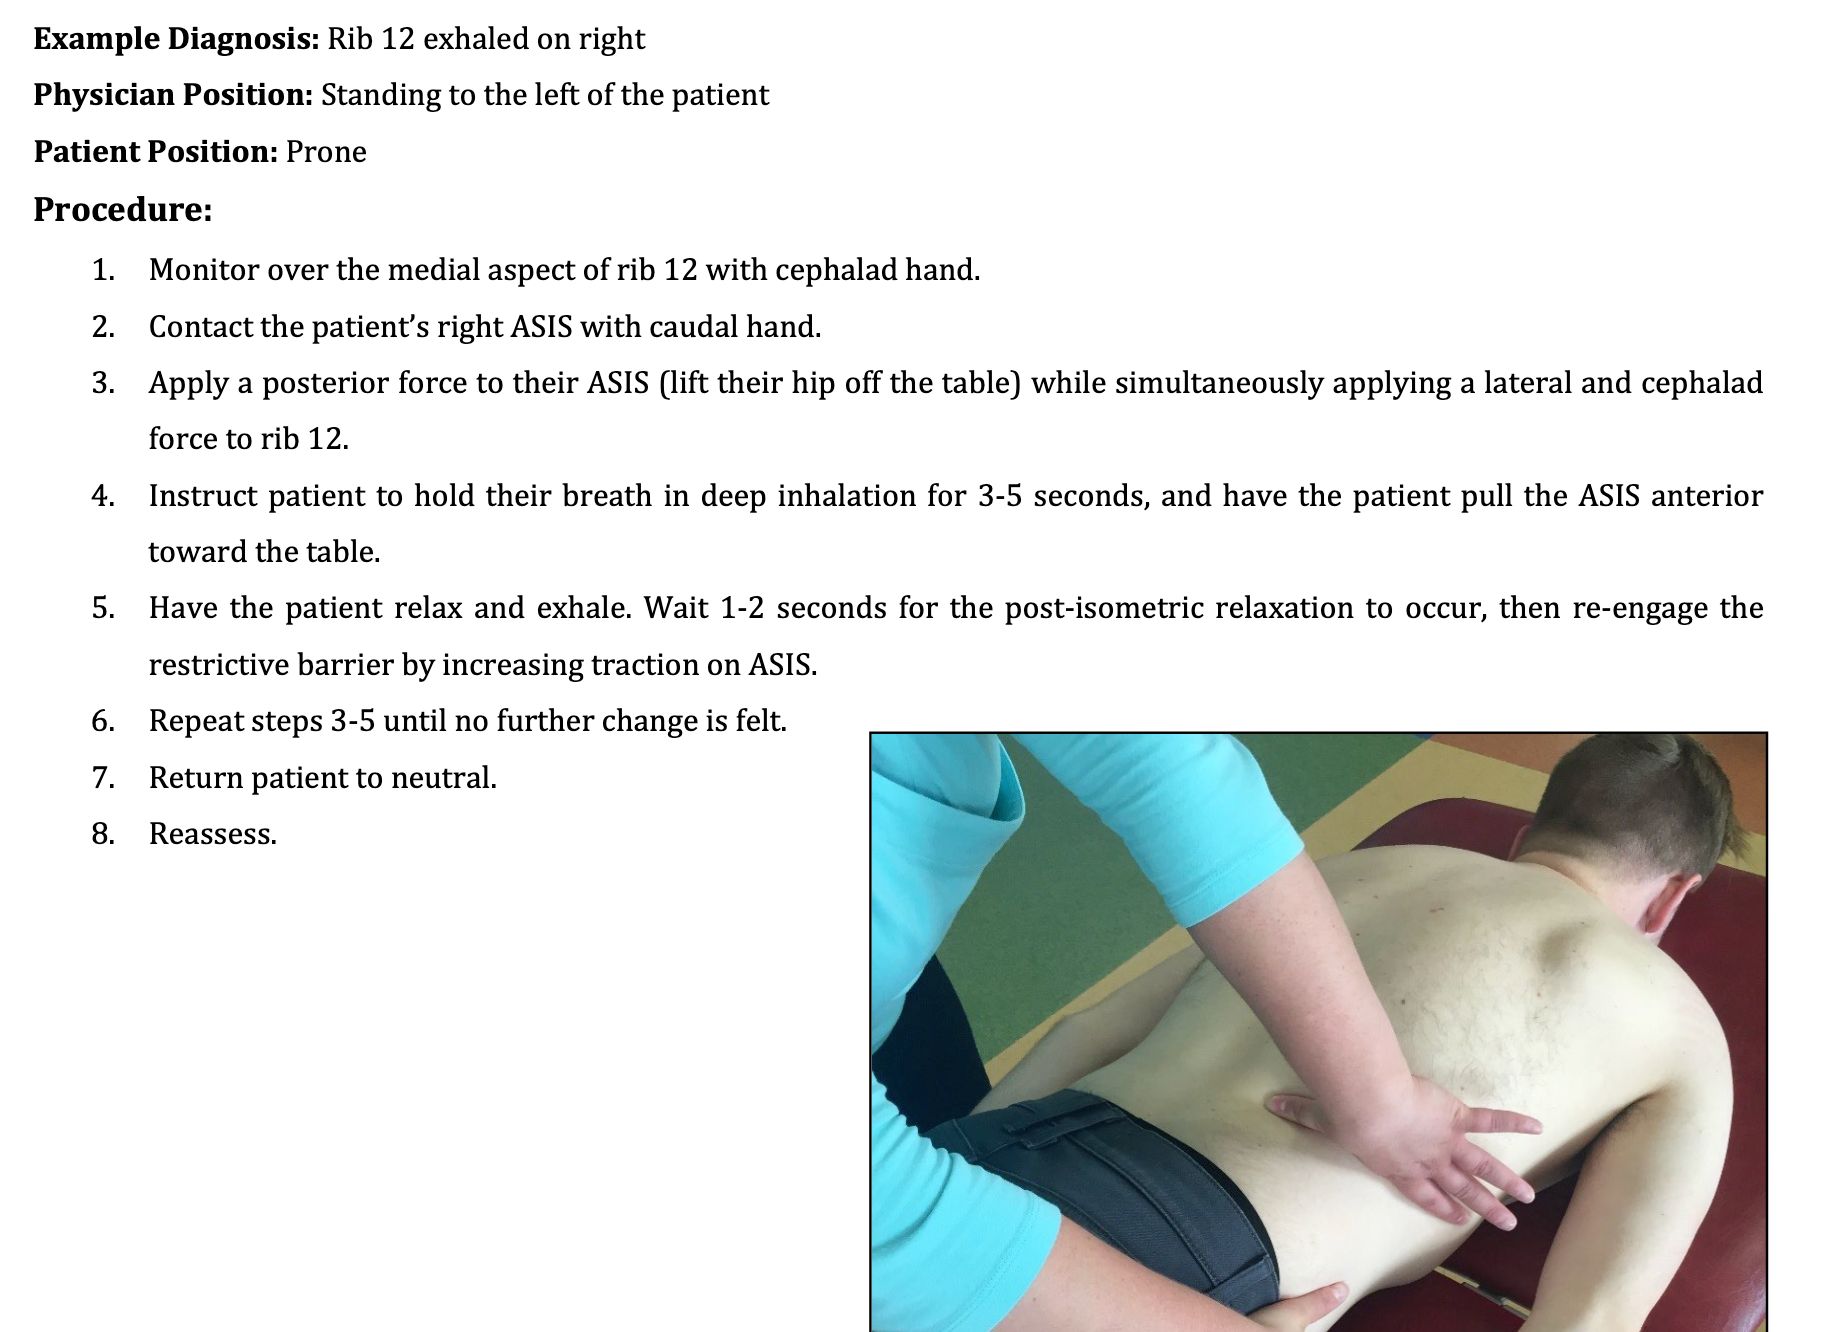 Example Diagnosis: Rib 12 exhaled on right
Physician Position: Standing to the left of the patient
Patient Position: Prone
Procedure:
1. Monitor over the medial aspect of rib 12 with cephalad hand.
2. Contact the patient’s right ASIS with caudal hand.
3. Apply a posterior force to their ASIS (lift their hip off the table) while simultaneously applying a lateral and cephalad
force to rib 12.
4. Instruct patient to hold their breath in deep inhalation for 3-5 seconds, and have the patient pull the ASIS anterior
toward the table.
5. Have the patient relax and exhale. Wait 1-2 seconds for the post-isometric relaxation to occur, then re-engage the
restrictive barrier by increasing traction on ASIS.
6. Repeat steps 3-5 until no further change is felt.
7. Return patient to neutral.
8. Reassess.